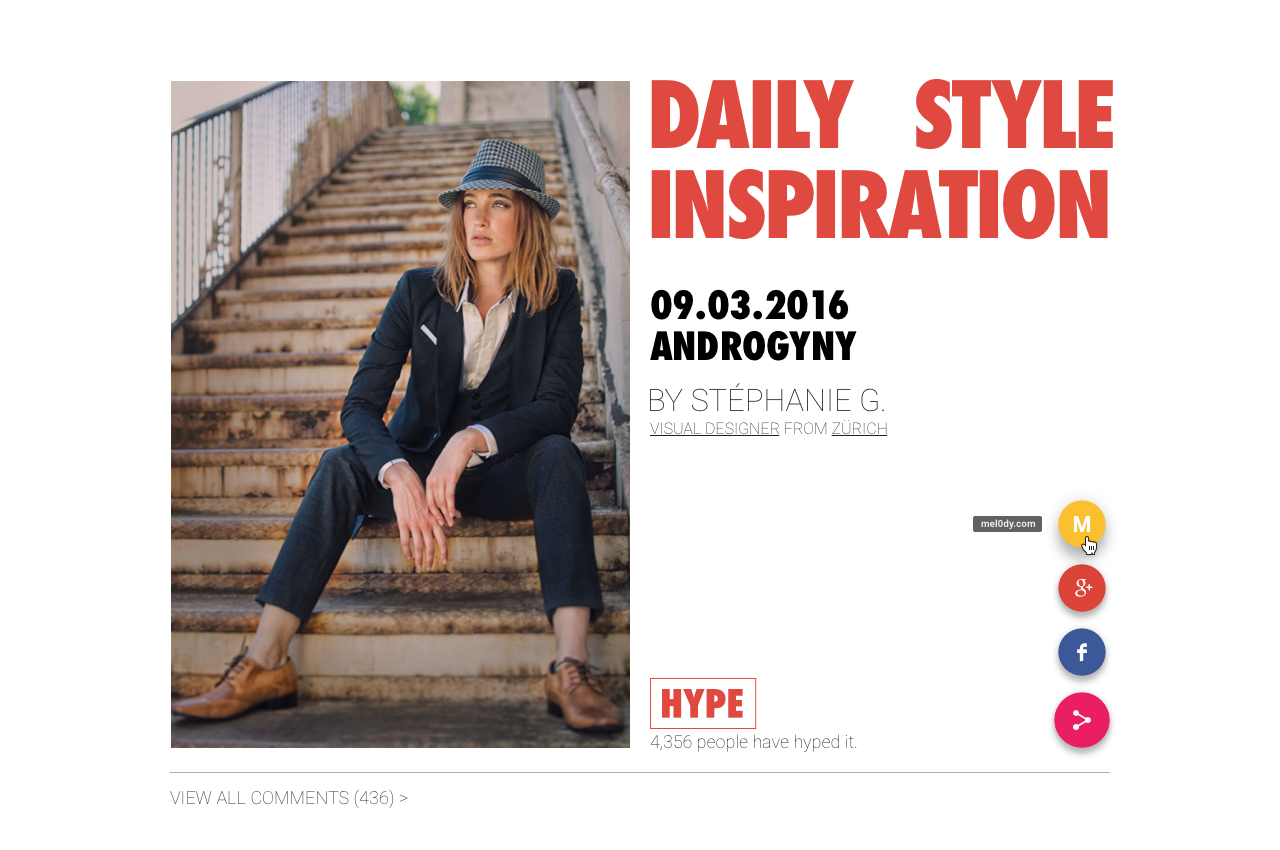 DAILY STYLE
INSPIRATION
09.03.2016
ANDROGYNY
BY STÉPHANIE G.
VISUAL DESIGNER FROM ZÜRICH
mel0dy.com
M
g+
f
HYPE
4,356 people have hyped it.
VIEW ALL COMMENTS (436) >